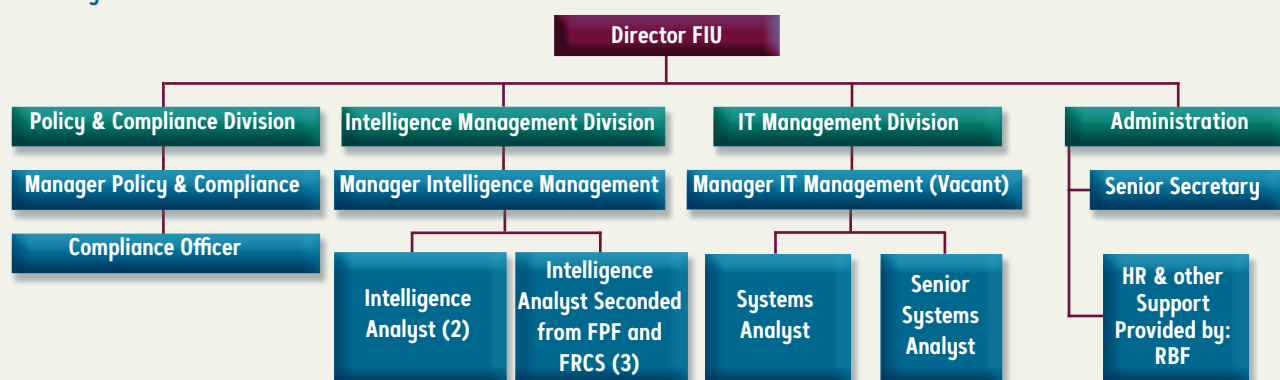 Director FIU
Policy & Compliance Division
Intelligence Management Division
IT Management Division
Administration
Manager Policy & Compliance
Manager Intelligence Management
Manager IT Management (Vacant)
Senior Secretary
Compliance Officer
Intelligence
Analyst (2)
Intelligence
Analyst Seconded
from FPF and
FRCS (3)
Systems
Analyst
Senior
Systems
Analyst
HR & other
Support
Provided by:
RBF